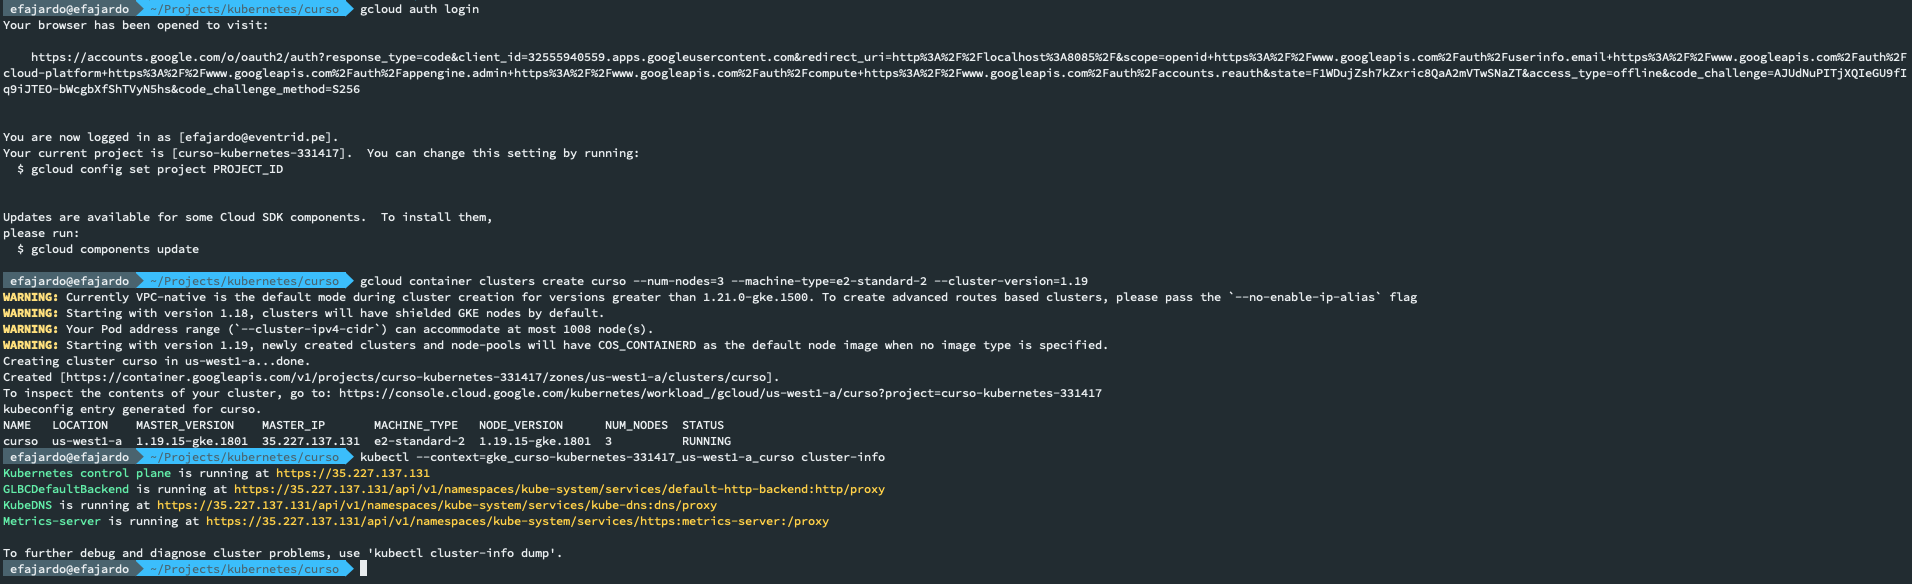 efajardo@efajardo ~/Projects/kubernetes/curso gcloud auth login
Your browser has been opened to visit:
https://accounts.google.com/o/oauth2/auth?response_type=code&client_id=32555940559.apps.googleusercontent.com&redirect_uri=http%3A%2F%2Flocalhost%3A8085%2F&scope=openid+https%3A%2F%2Fwww.googleapis.com%2Fauth%2Fuserinfo.email+https%3A%2F%2Fwww.googleapis.com%2Fauth%2F
cloud-platform+https%3A%2F%2Fwww.googleapis.com%2Fauth%2Fappengine.admin+https%3A%2F%2Fwww.googleapis.com%2Fauth%2Fcompute+https%3A%2F%2Fwww.googleapis.com%2Fauth%2Faccounts.reauth&state=F1WDujZsh7kZxric8QaA2mVTwSNaZT&access_type=offline&code_challenge=AJUdNuPITjXQIeGU9fI
q9iJTEO-bWcgbXfShTVyN5hs&code_challenge_method=S256
You are now logged in as [efajardo@eventrid.pe].
Your current project is [curso-kubernetes-331417].  You can change this setting by running:
$ gcloud config set project PROJECT_ID
Updates are available for some Cloud SDK components.  To install them,
please run:
$ gcloud components update
efajardo@efajardo ~/Projects/kubernetes/curso gcloud container clusters create curso --num-nodes=3 --machine-type=e2-standard-2 --cluster-version=1.19
WARNING: Currently VPC-native is the default mode during cluster creation for versions greater than 1.21.0-gke.1500. To create advanced routes based clusters, please pass the `--no-enable-ip-alias` flag
WARNING: Starting with version 1.18, clusters will have shielded GKE nodes by default.
WARNING: Your Pod address range (`--cluster-ipv4-cidr`) can accommodate at most 1008 node(s).
WARNING: Starting with version 1.19, newly created clusters and node-pools will have COS_CONTAINERD as the default node image when no image type is specified.
Creating cluster curso in us-west1-a...done.
Created [https://container.googleapis.com/v1/projects/curso-kubernetes-331417/zones/us-west1-a/clusters/curso].
To inspect the contents of your cluster, go to: https://console.cloud.google.com/kubernetes/workload_/gcloud/us-west1-a/curso?project=curso-kubernetes-331417
kubeconfig entry generated for curso.
NAME   LOCATION    MASTER_VERSION    MASTER_IP       MACHINE_TYPE   NODE_VERSION      NUM_NODES  STATUS
curso  us-west1-a  1.19.15-gke.1801  35.227.137.131  e2-standard-2  1.19.15-gke.1801  3          RUNNING
efajardo@efajardo ~/Projects/kubernetes/curso kubectl --context=gke_curso-kubernetes-331417_us-west1-a_curso cluster-info
Kubernetes control plane is running at https://35.227.137.131
GLBCDefaultBackend is running at https://35.227.137.131/api/v1/namespaces/kube-system/services/default-http-backend:http/proxy
KubeDNS is running at https://35.227.137.131/api/v1/namespaces/kube-system/services/kube-dns:dns/proxy
Metrics-server is running at https://35.227.137.131/api/v1/namespaces/kube-system/services/https:metrics-server:/proxy
To further debug and diagnose cluster problems, use 'kubectl cluster-info dump'.
efajardo@efajardo ~/Projects/kubernetes/curso